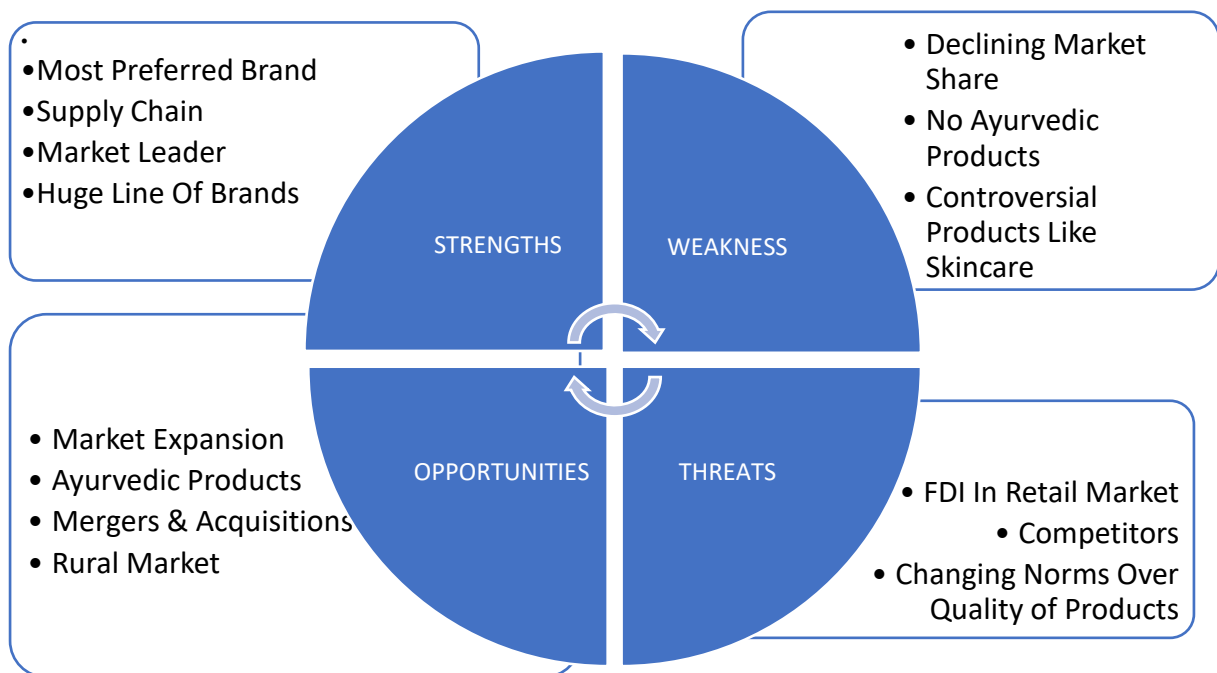 •
•Most Preferred Brand
•Supply Chain
•Market Leader
•Huge Line Of Brands
STRENGTHS
WEAKNESS
• Declining Market
Share
• No Ayurvedic
Products
• Controversial
Products Like
Skincare
• Market Expansion
• Ayurvedic Products
• Mergers & Acquisitions
• Rural Market
OPPORTUNITIES
THREATS
• FDI In Retail Market
• Competitors
• Changing Norms Over
Quality of Products